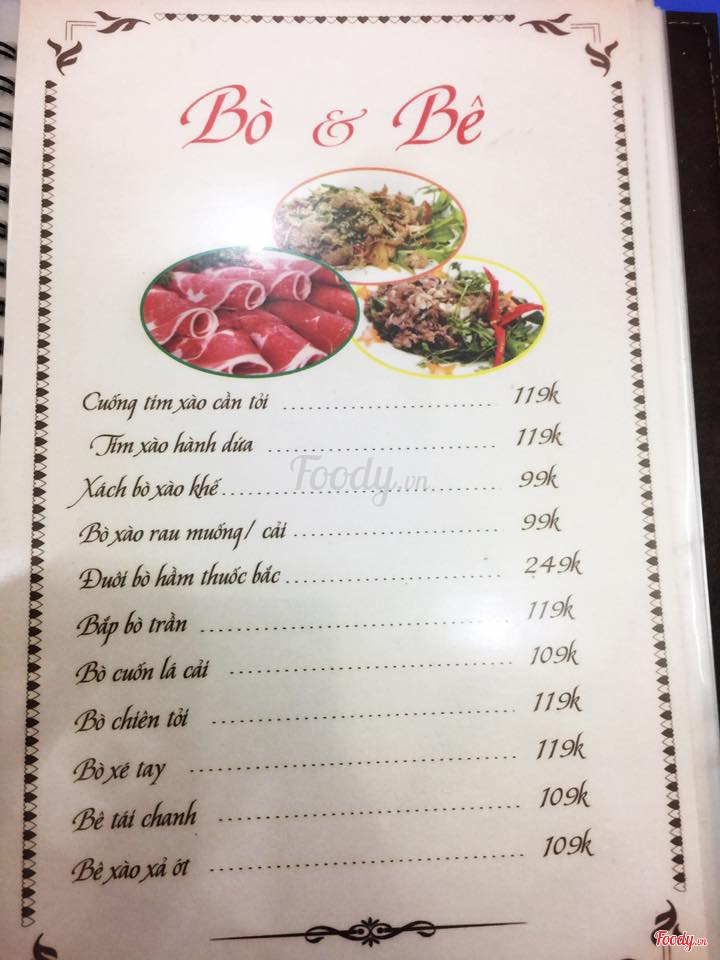 Bò & Bê
Cuống tim xào cần tỏi ........ 119k
Tim xào hành dứa ........ 119k
Foody.vn
Xách bò xào khế ........ 99k
Bò xào rau muống/ cải ........ 99k
Đuôi bò hầm thuốc bắc ........ 249k
Bắp bò trần ........ 119k
Bò cuốn lá cải ........ 109k
Bò chiên tỏi ........ 119k
Bò xé tay ........ 119k
Bê tái chanh ........ 109k
Bê xào xả ớt ........ 109k
Foody.vn